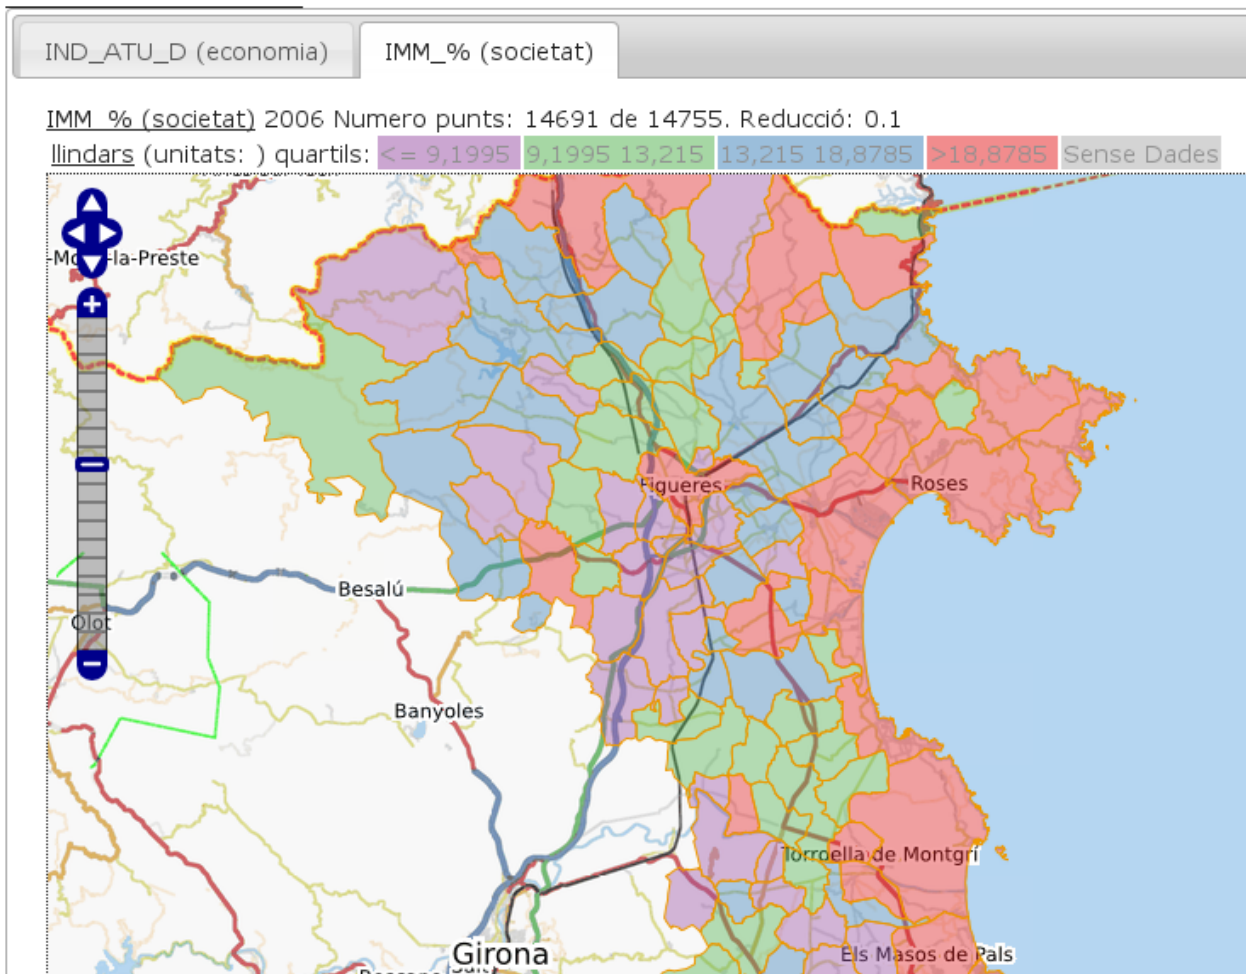 IND_ATU_D (economia) IMM_% (societat)
IMM_% (societat) 2006 Numero punts: 14691 de 14755. Reducció: 0.1
llindars (unitats: ) quartils: <= 9,1995 9,1995 13,215 13,215 18,8785 >18,8785 Sense Dades
la-Preste
Figueres
Roses
Besalú
Olot
Banyoles
Torroella de Montgrí
Girona
Els Masos de Pals